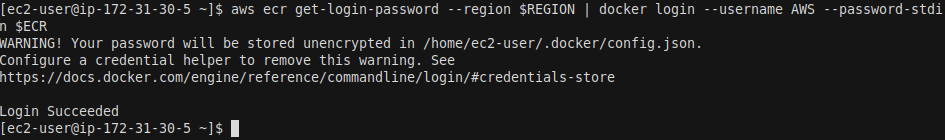 [ec2-user@ip-172-31-30-5 ~]$ aws ecr get-login-password --region $REGION | docker login --username AWS --password-stdi
n $ECR
WARNING! Your password will be stored unencrypted in /home/ec2-user/.docker/config.json.
Configure a credential helper to remove this warning. See
https://docs.docker.com/engine/reference/commandline/login/#credentials-store

Login Succeeded
[ec2-user@ip-172-31-30-5 ~]$